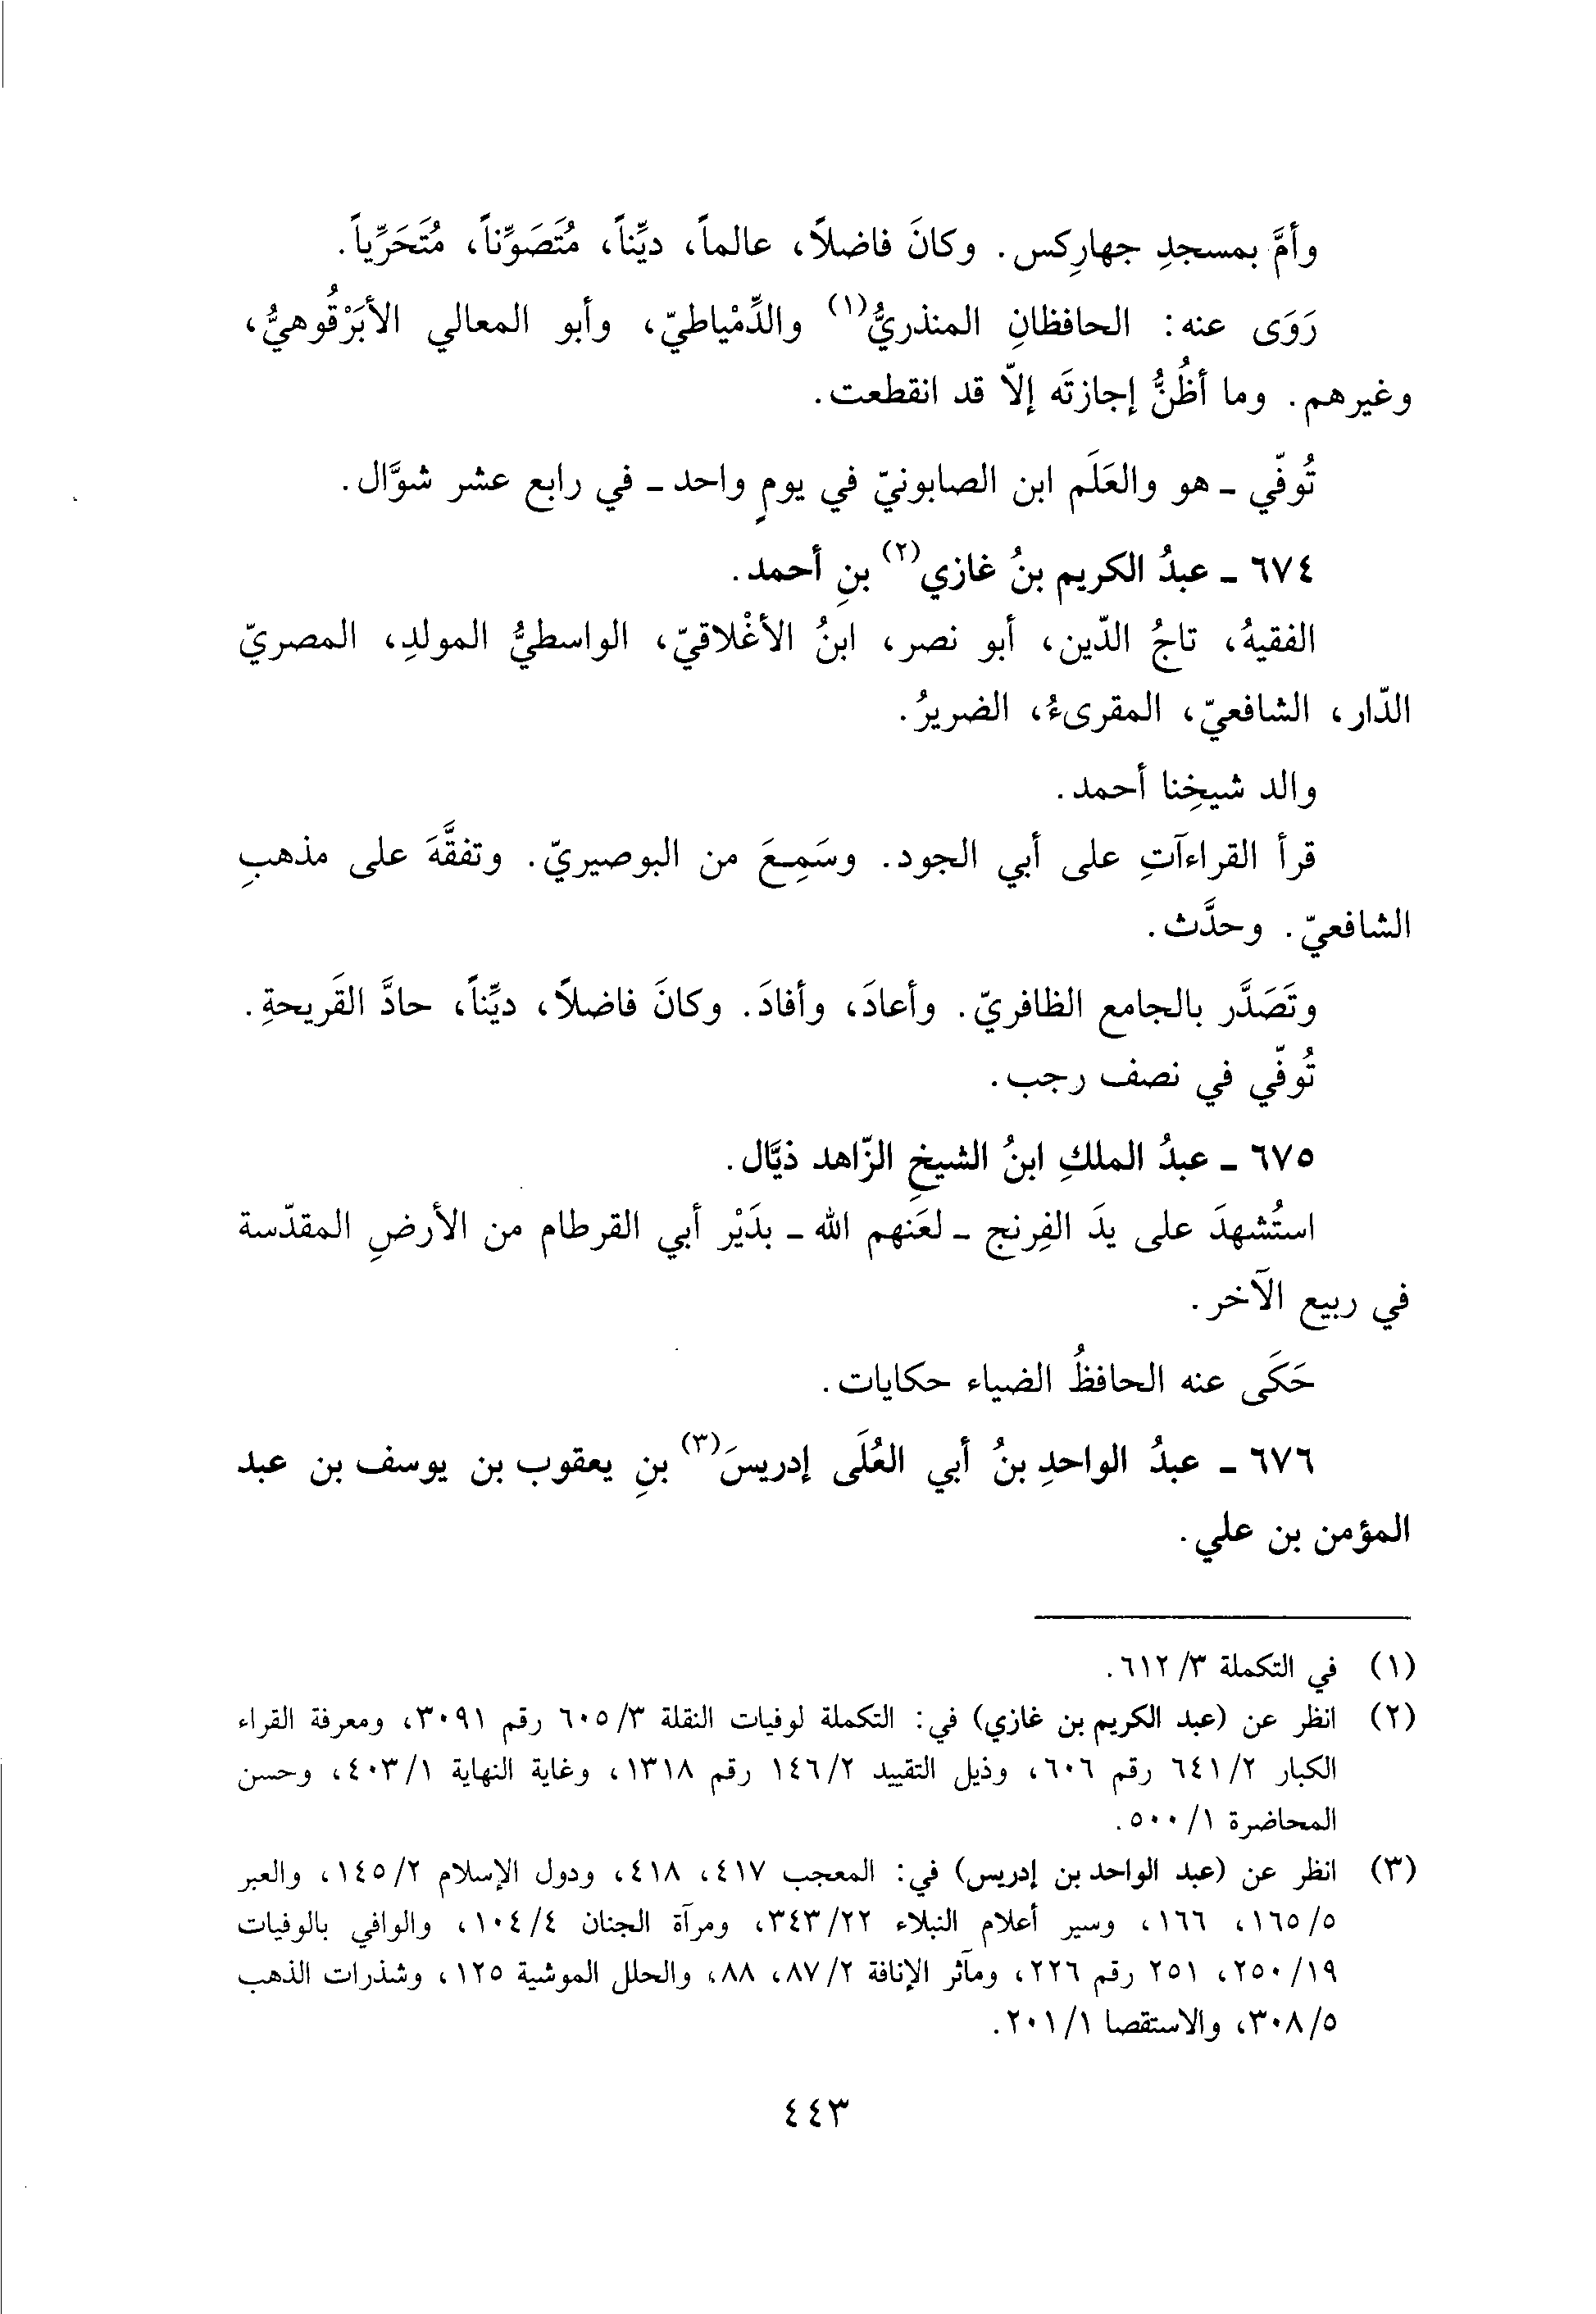 وأمَّ بمسجدِ جهارِكس. وكانَ فاضلاً، عالماً، ديِّناً، مُتَصَوِّناً، مُتَحَرِّياً.
رَوَى عنه: الحافظانِ المنذريُّ(١) والدِّمْياطيّ، وأبو المعالي الأبَرْقُوهيُّ،
وغيرهم. وما أظُنُّ إجازتَه إلاّ قد انقطعت.
تُوفّي ـ هو والعَلَم ابن الصابونيّ في يومٍ واحد ـ في رابع عشر شوَّال.
٦٧٤ ـ عبدُ الكريم بنُ غازي(٢) بنِ أحمد.
الفقيهُ، تاجُ الدّين، أبو نصر، ابنُ الأغْلاقيّ، الواسطيُّ المولدِ، المصريّ
الدّار، الشافعيّ، المقرىءُ، الضريرُ.
والد شيخِنا أحمد.
قرأ القراءآتِ على أبي الجود. وسَمِعَ من البوصيريّ. وتفقَّهَ على مذهبِ
الشافعيّ. وحدَّث.
وتَصَدَّر بالجامع الظافريّ. وأعادَ، وأفادَ. وكانَ فاضلاً، ديِّناً، حادَّ القَريحةِ.
تُوفّي في نصف رجب.
٦٧٥ ـ عبدُ الملكِ ابنُ الشيخِ الزّاهد ذيَّال.
استُشهدَ على يدَ الفِرنج ـ لعَنهم الله ـ بدَيْر أبي القرطام من الأرضِ المقدّسة
في ربيع الآخر.
حَكَى عنه الحافظُ الضياء حكايات.
٦٧٦ ـ عبدُ الواحدِ بنُ أبي العُلَى إدريسَ(٣) بنِ يعقوب بن يوسف بن عبد
المؤمن بن علي.
(١) في التكملة ٣/ ٦١٢.
(٢) انظر عن (عبد الكريم بن غازي) في: التكملة لوفيات النقلة ٣/ ٦٠٥ رقم ٣٠٩١، ومعرفة القراء
الكبار ٢/ ٦٤١ رقم ٦٠٦، وذيل التقييد ٢/ ١٤٦ رقم ١٣١٨، وغاية النهاية ١/ ٤٠٣، وحسن
المحاضرة ١/ ٥٠٠.
(٣) انظر عن (عبد الواحد بن إدريس) في: المعجب ٤١٧، ٤١٨، ودول الإسلام ٢/ ١٤٥، والعبر
٥/ ١٦٥، ١٦٦، وسير أعلام النبلاء ٢٢/ ٣٤٣، ومرآة الجنان ٤/ ١٠٤، والوافي بالوفيات
١٩/ ٢٥٠، ٢٥١ رقم ٢٢٦، ومآثر الإنافة ٢/ ٨٧، ٨٨، والحلل الموشية ١٢٥، وشذرات الذهب
٥/ ٣٠٨، والاستقصا ١/ ٢٠١.
٤٤٣